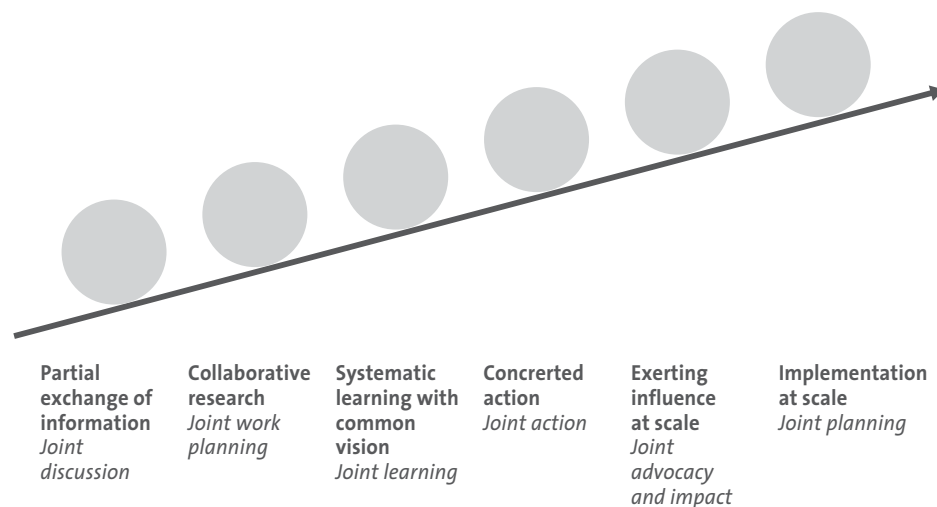 Partial
exchange of
information
Joint
discussion
Collaborative
research
Joint work
planning
Systematic
learning with
common
vision
Joint learning
Concrerted
action
Joint action
Exerting
influence
at scale
Joint
advocacy
and impact
Implementation
at scale
Joint planning